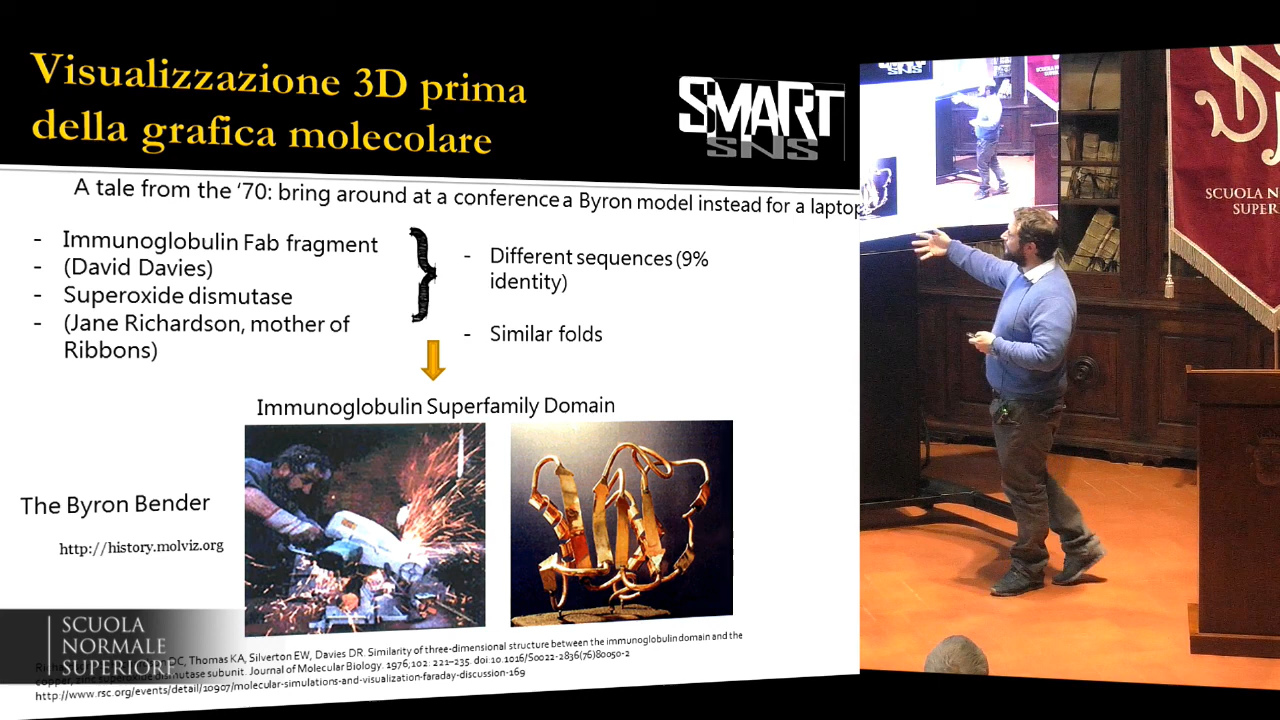 Visualizzazione 3D prima
della grafica molecolare
SMART
SNS
A tale from the '70: bring around at a conference a Byron model instead for a laptop
- Immunoglobulin Fab fragment
- (David Davies)
- Superoxide dismutase
- (Jane Richardson, mother of
Ribbons)
- Different sequences (9%
identity)
- Similar folds
Immunoglobulin Superfamily Domain
The Byron Bender
http://history.molviz.org
SCUOLA
NORMALE
SUPERIORE
DC, Thomas KA, Silverton EW, Davies DR. Similarity of three-dimensional structure between the immunoglobulin domain and the
copper, zinc superoxide dismutase subunit. Journal of Molecular Biology. 1976;102: 221–235. doi:10.1016/S0022-2836(76)80050-2
http://www.rsc.org/events/detail/10907/molecular-simulations-and-visualization-faraday-discussion-169
SNS
SCUOLA N
SUPER